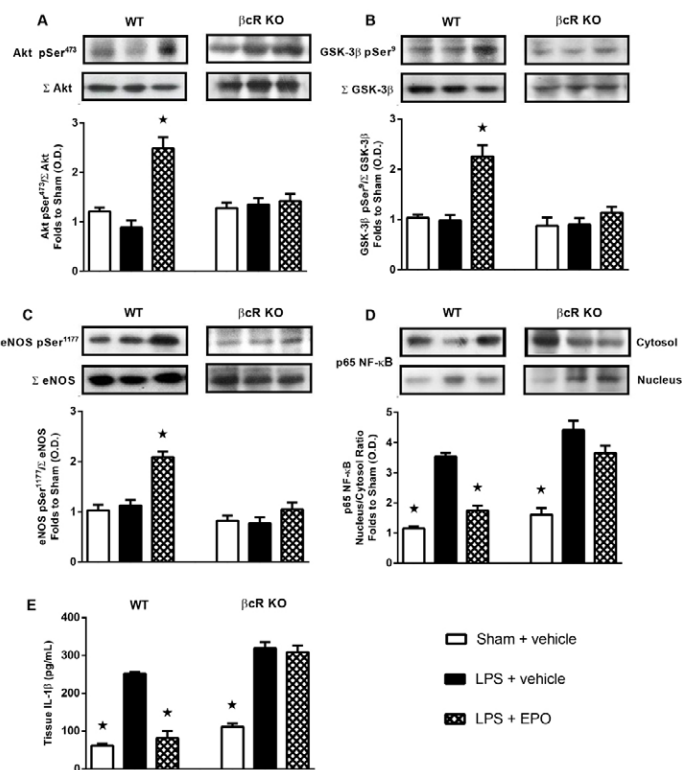 A WT βcR KO
Akt pSer473
Σ Akt
Akt pSer473/Σ Akt
Folds to Sham (O.D.)
3
2
1
0
★
B WT βcR KO
GSK-3β pSer9
Σ GSK-3β
GSK-3β pSer9/Σ GSK-3β
Folds to Sham (O.D.)
3
2
1
0
★
C WT βcR KO
eNOS pSer1177
Σ eNOS
eNOS pSer1177/Σ eNOS
Folds to Sham (O.D.)
3
2
1
0
★
D WT βcR KO
p65 NF-κB
Cytosol
Nucleus
p65 NF-κB
Nucleus/Cytosol Ratio
Folds to Sham (O.D.)
5
4
3
2
1
0
★ ★ ★
E WT βcR KO
Tissue IL-1β (pg/mL)
400
300
200
100
0
★ ★ ★
Sham + vehicle
LPS + vehicle
LPS + EPO